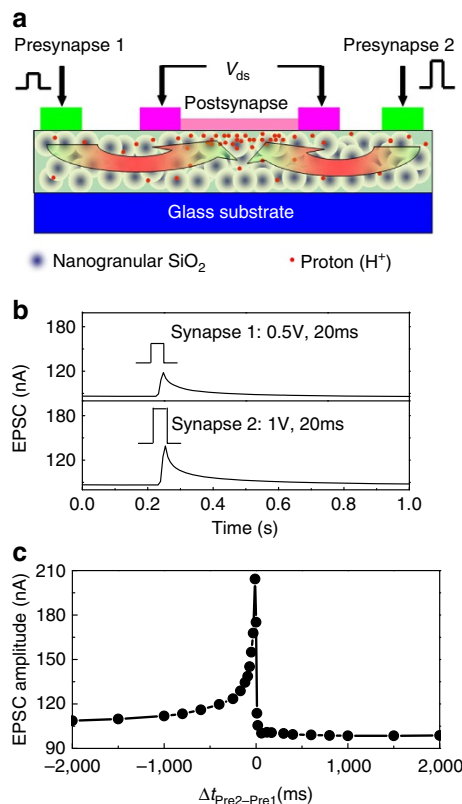 a
Presynapse 1
Presynapse 2
Vds
Postsynapse
Glass substrate
Nanogranular SiO2
Proton (H+)
b
180
Synapse 1: 0.5V, 20ms
120
EPSC (nA)
180
Synapse 2: 1V, 20ms
120
0.0 0.2 0.4 0.6 0.8 1.0
Time (s)
c
210
180
150
120
90
EPSC amplitude (nA)
−2,000 −1,000 0 1,000 2,000
ΔtPre2–Pre1(ms)